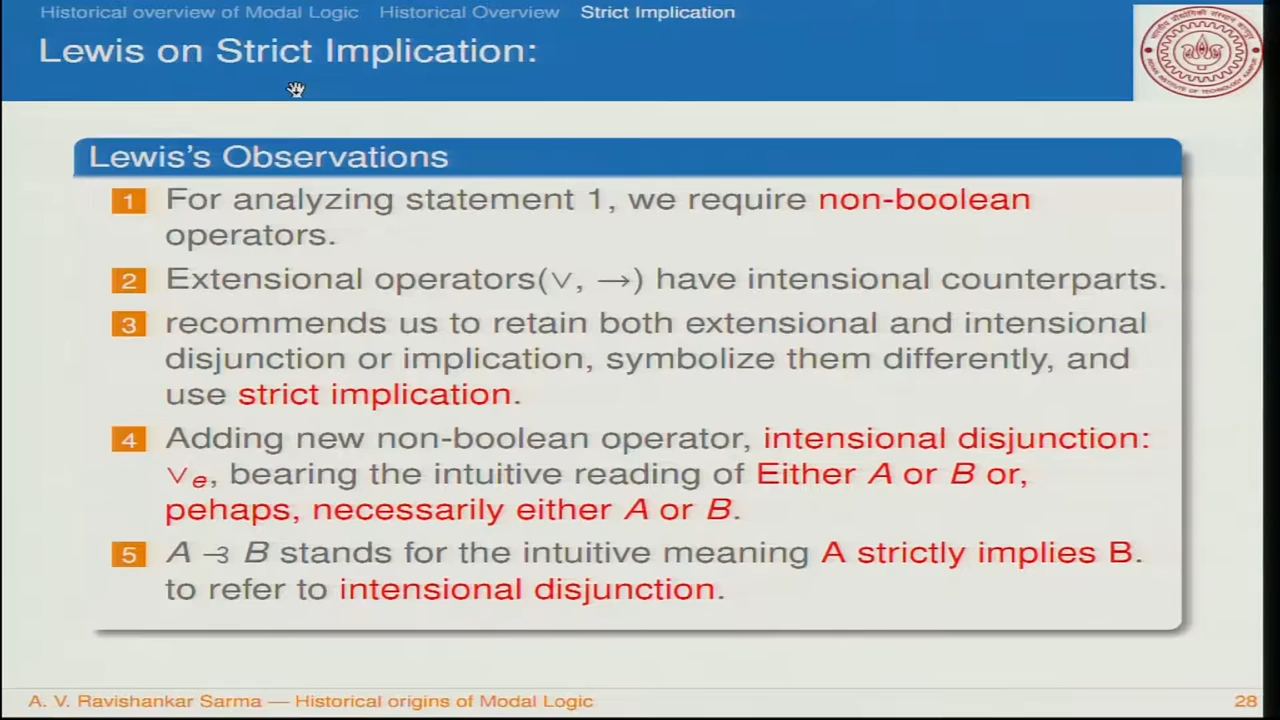 Historical overview of Modal Logic Historical Overview Strict Implication
Lewis on Strict Implication:
Lewis's Observations
1 For analyzing statement 1, we require non-boolean
operators.
2 Extensional operators(∨, →) have intensional counterparts.
3 recommends us to retain both extensional and intensional
disjunction or implication, symbolize them differently, and
use strict implication.
4 Adding new non-boolean operator, intensional disjunction:
∨e, bearing the intuitive reading of Either A or B or,
pehaps, necessarily either A or B.
5 A ⥽ B stands for the intuitive meaning A strictly implies B.
to refer to intensional disjunction.
A. V. Ravishankar Sarma — Historical origins of Modal Logic 28